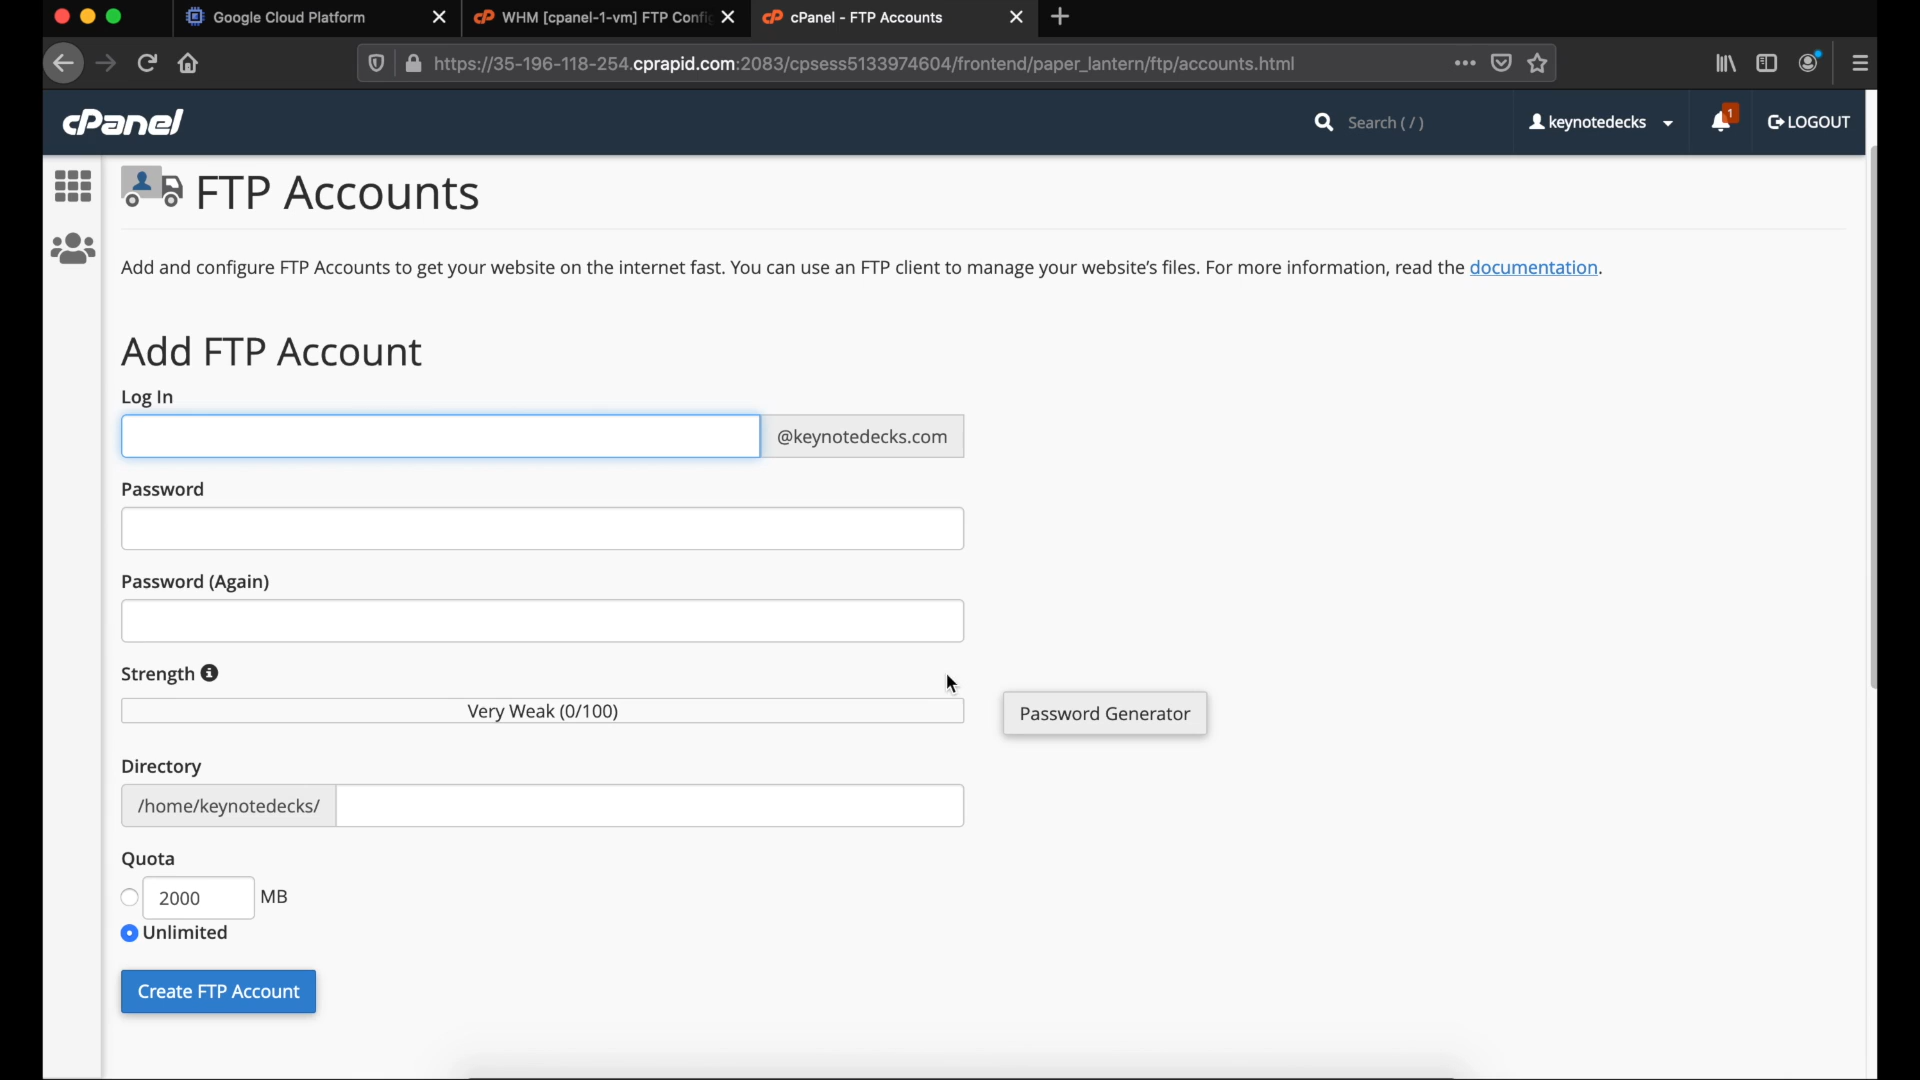 Google Cloud Platform
WHM [cpanel-1-vm] FTP Confi
cPanel - FTP Accounts
https://35-196-118-254.cprapid.com:2083/cpsess5133974604/frontend/paper_lantern/ftp/accounts.html
cPanel
Search ( / )
keynotedecks
1
LOGOUT
FTP Accounts
Add and configure FTP Accounts to get your website on the internet fast. You can use an FTP client to manage your website's files. For more information, read the documentation.
Add FTP Account
Log In
@keynotedecks.com
Password
Password (Again)
Strength
Very Weak (0/100)
Password Generator
Directory
/home/keynotedecks/
Quota
2000 MB
Unlimited
Create FTP Account